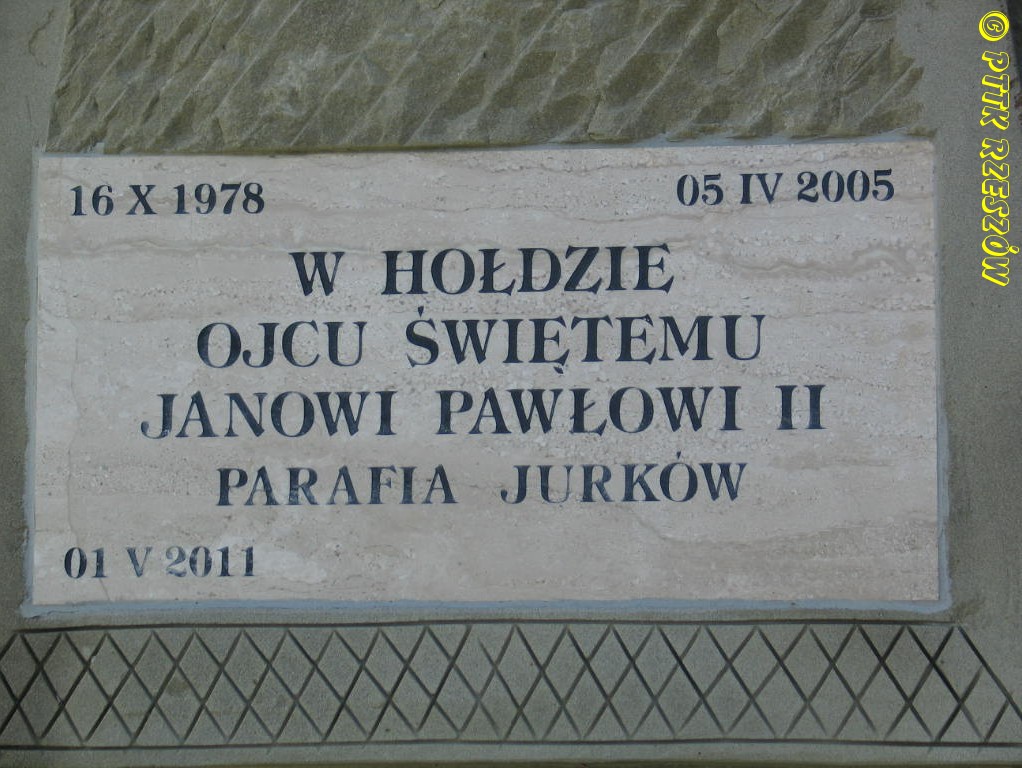 16 X 1978 05 IV 2005
W HOŁDZIE
OJCU ŚWIĘTEMU
JANOWI PAWŁOWI II
PARAFIA JURKÓW
01 V 2011
© PTTK RZESZÓW